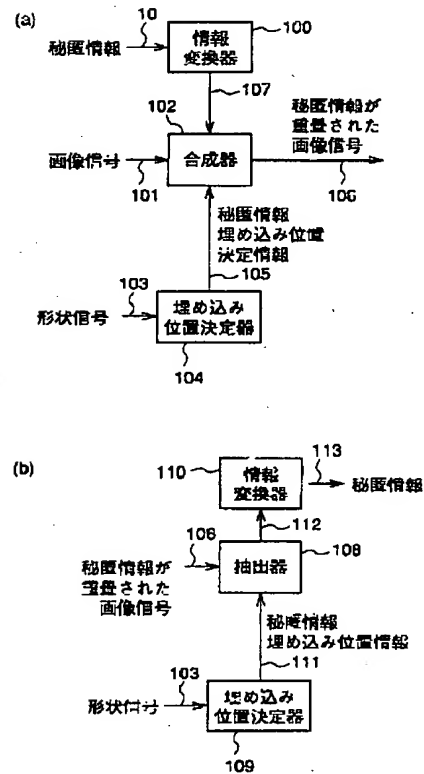 (a)
10
秘匿情報
情報
変換器
100
107
102
画像信号
101
合成器
秘匿情報が
重畳された
画像信号
106
秘匿情報
埋め込み位置
決定情報
105
103
形状信号
埋め込み
位置決定器
104
(b)
110
情報
変換器
113
秘匿情報
112
106
秘匿情報が
重畳された
画像信号
抽出器
108
秘匿情報
埋め込み位置情報
111
103
形状信号
埋め込み
位置決定器
109